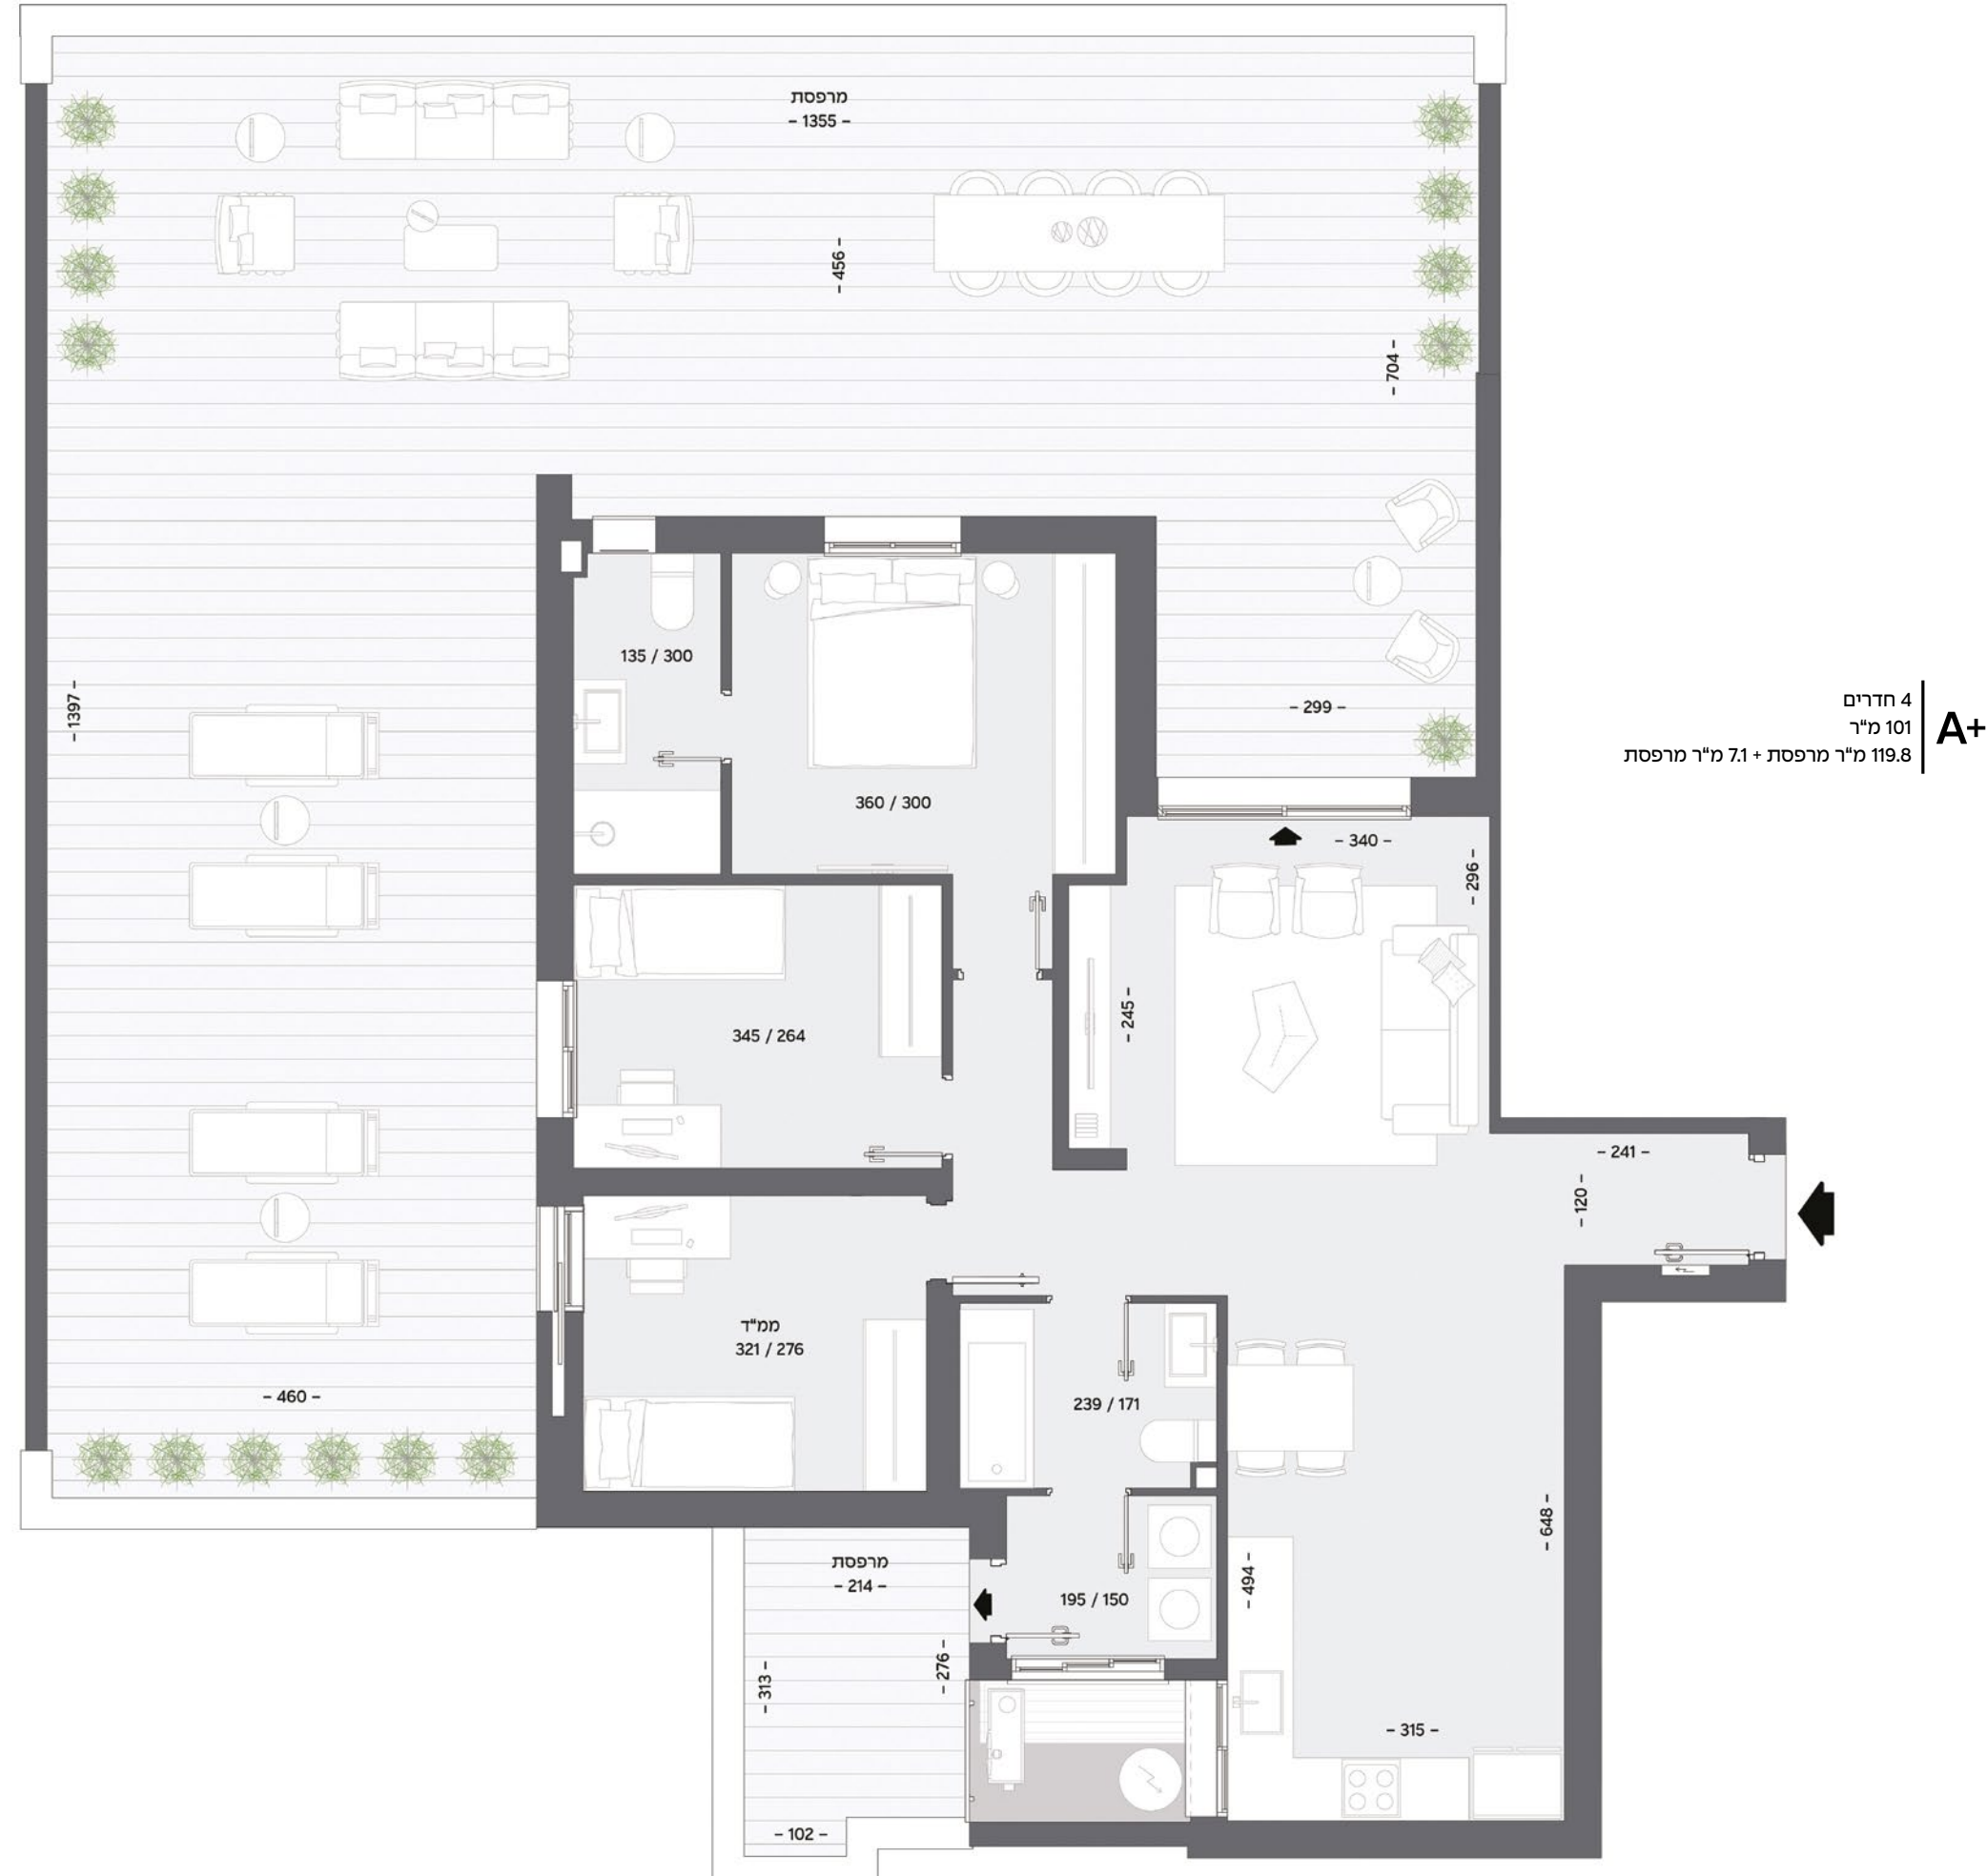 מרפסת
- 1355 -
- 456 -
- 704 -
135 / 300
- 1397 -
- 299 -
4 חדרים
101 מ"ר
119.8 מ"ר מרפסת + 7.1 מ"ר מרפסת
A+
360 / 300
- 340 -
- 296 -
- 245 -
345 / 264
- 241 -
- 120 -
ממ"ד
321 / 276
- 460 -
239 / 171
- 648 -
מרפסת
- 214 -
195 / 150
- 494 -
- 276 -
- 313 -
- 315 -
- 102 -